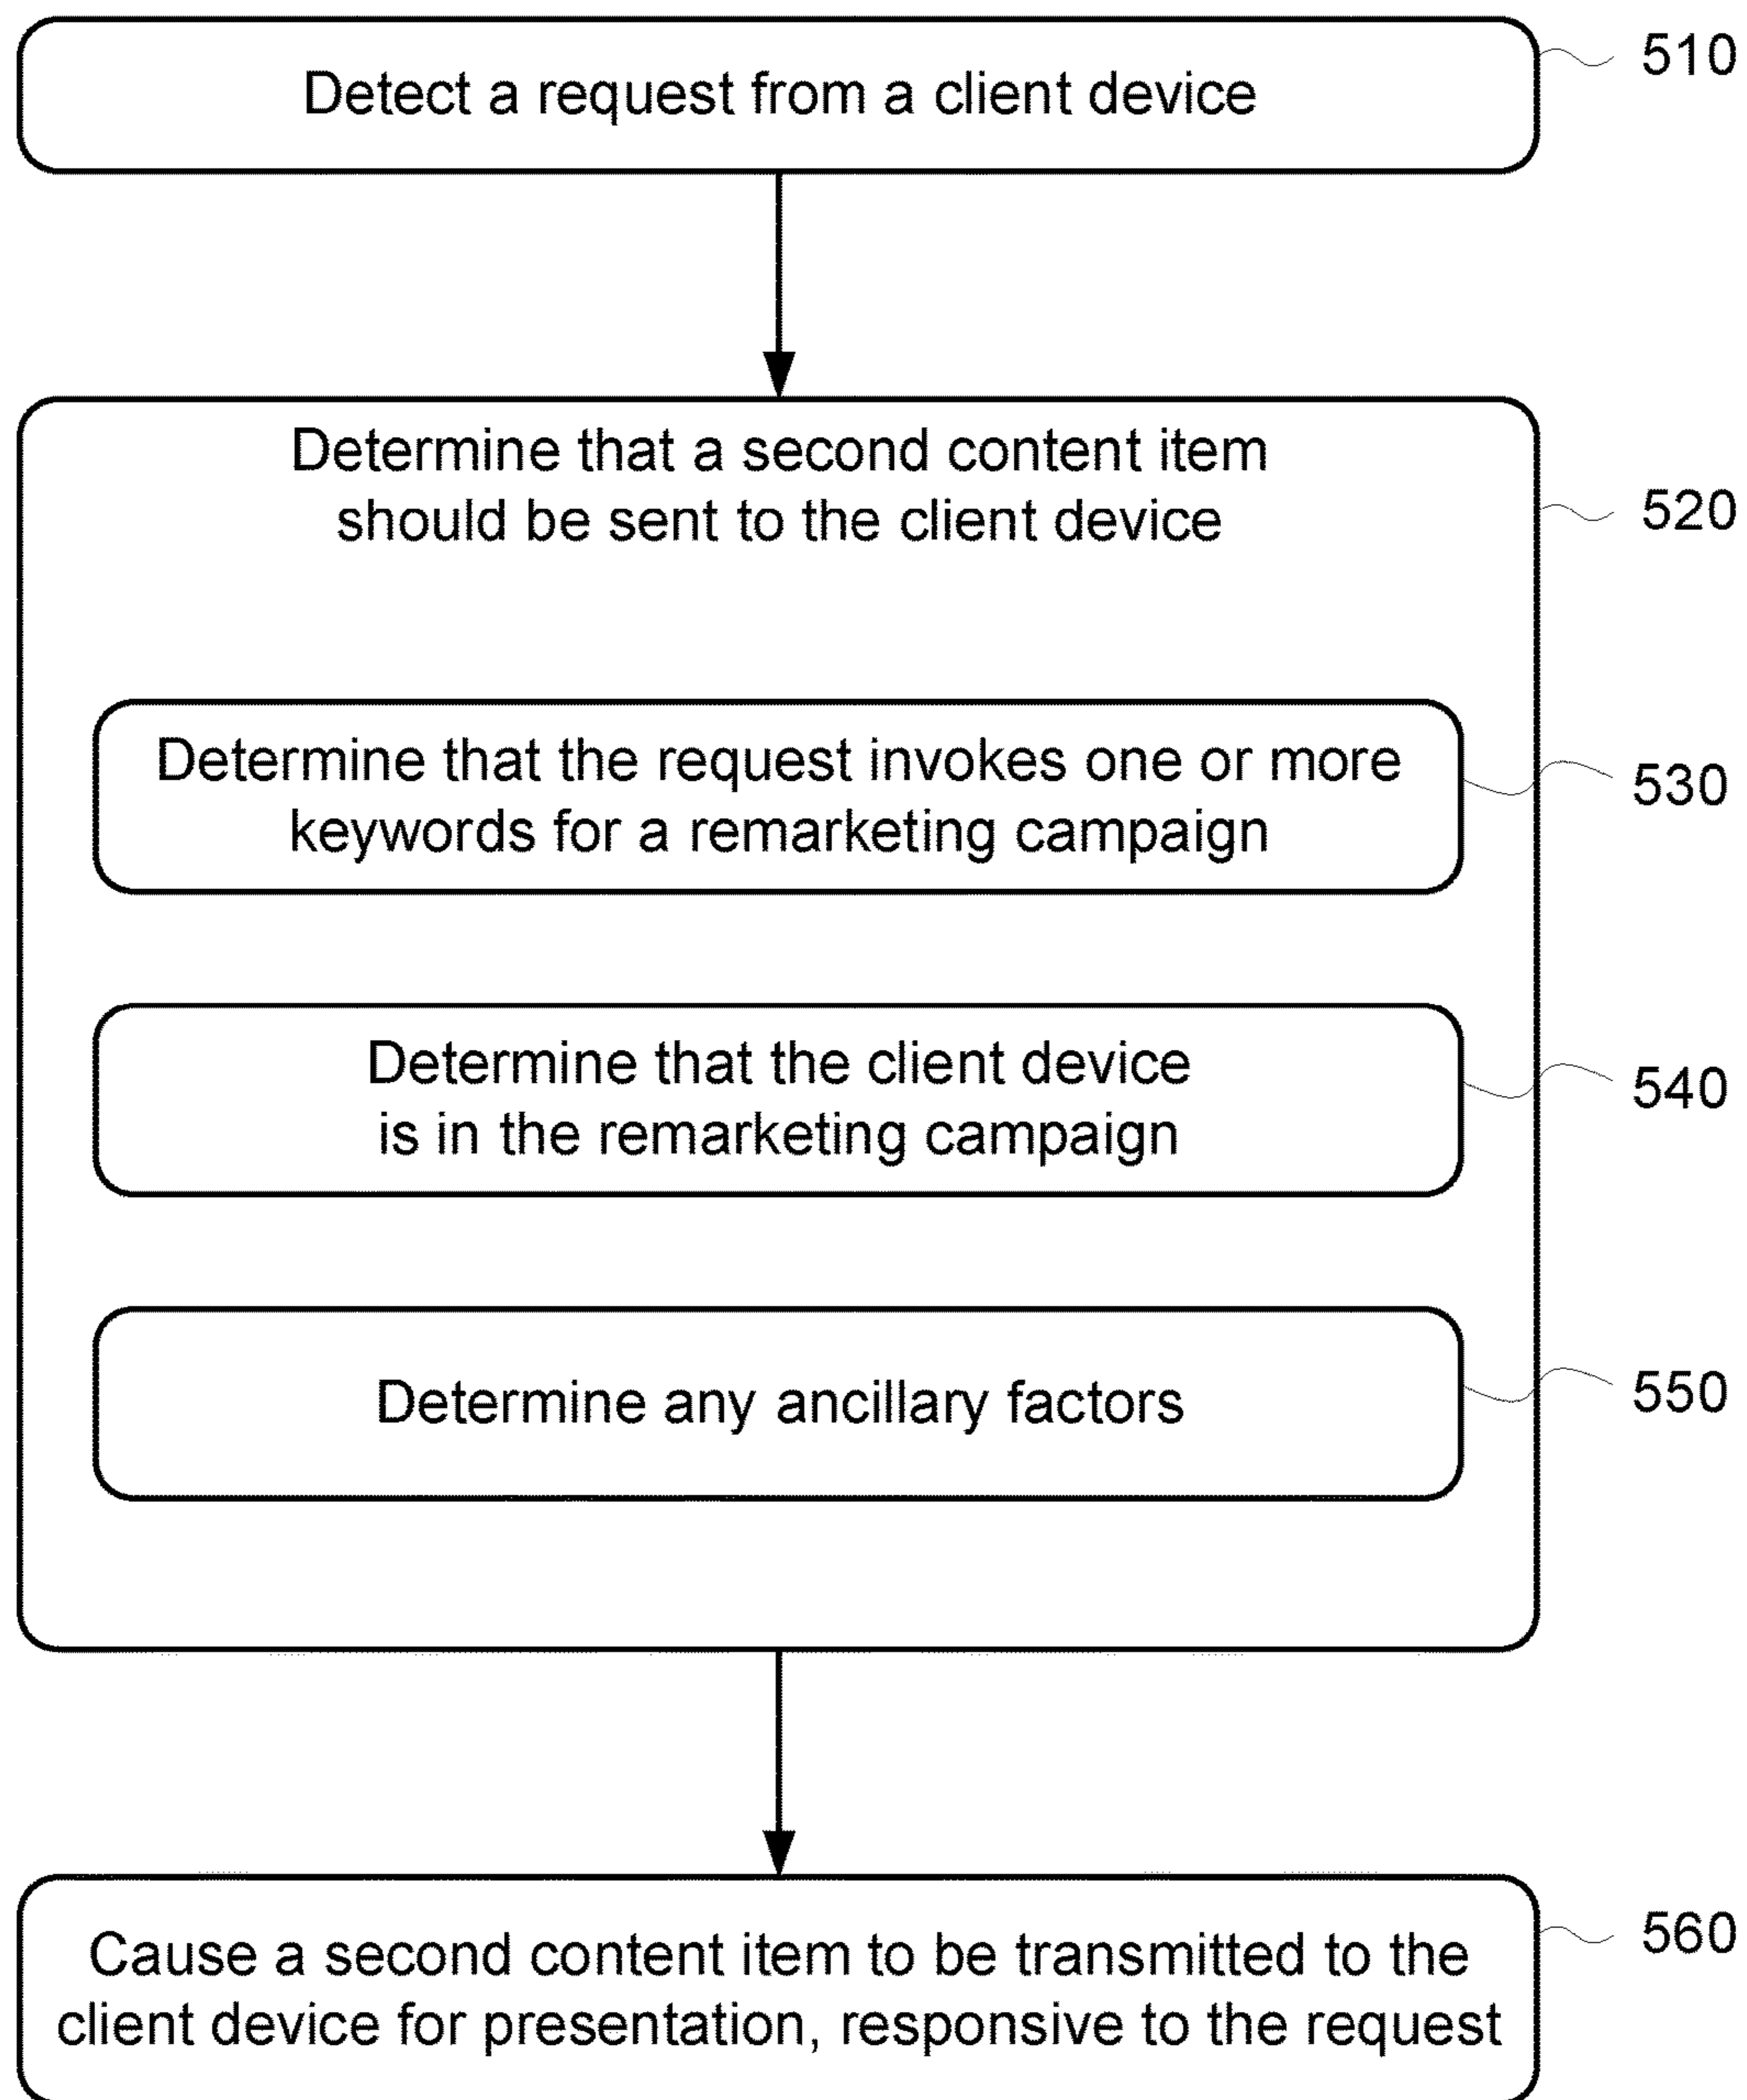 Detect a request from a client device
510
Determine that a second content item
should be sent to the client device
520
Determine that the request invokes one or more
keywords for a remarketing campaign
530
Determine that the client device
is in the remarketing campaign
540
Determine any ancillary factors
550
Cause a second content item to be transmitted to the
client device for presentation, responsive to the request
560